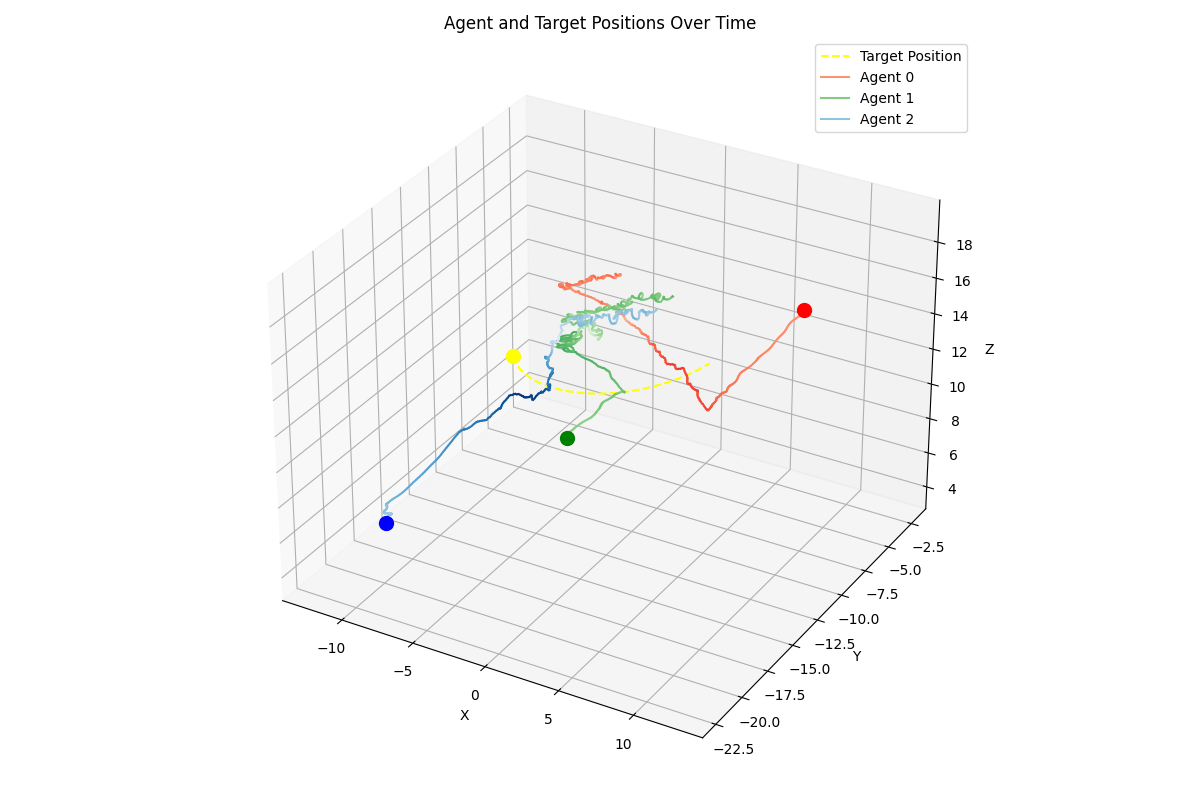 Agent and Target Positions Over Time
Target Position
Agent 0
Agent 1
Agent 2
18
16
14
12
10
8
6
4
Z
−2.5
−5.0
−7.5
−10.0
−12.5
−15.0
−17.5
−20.0
−22.5
Y
−10
−5
0
5
10
X